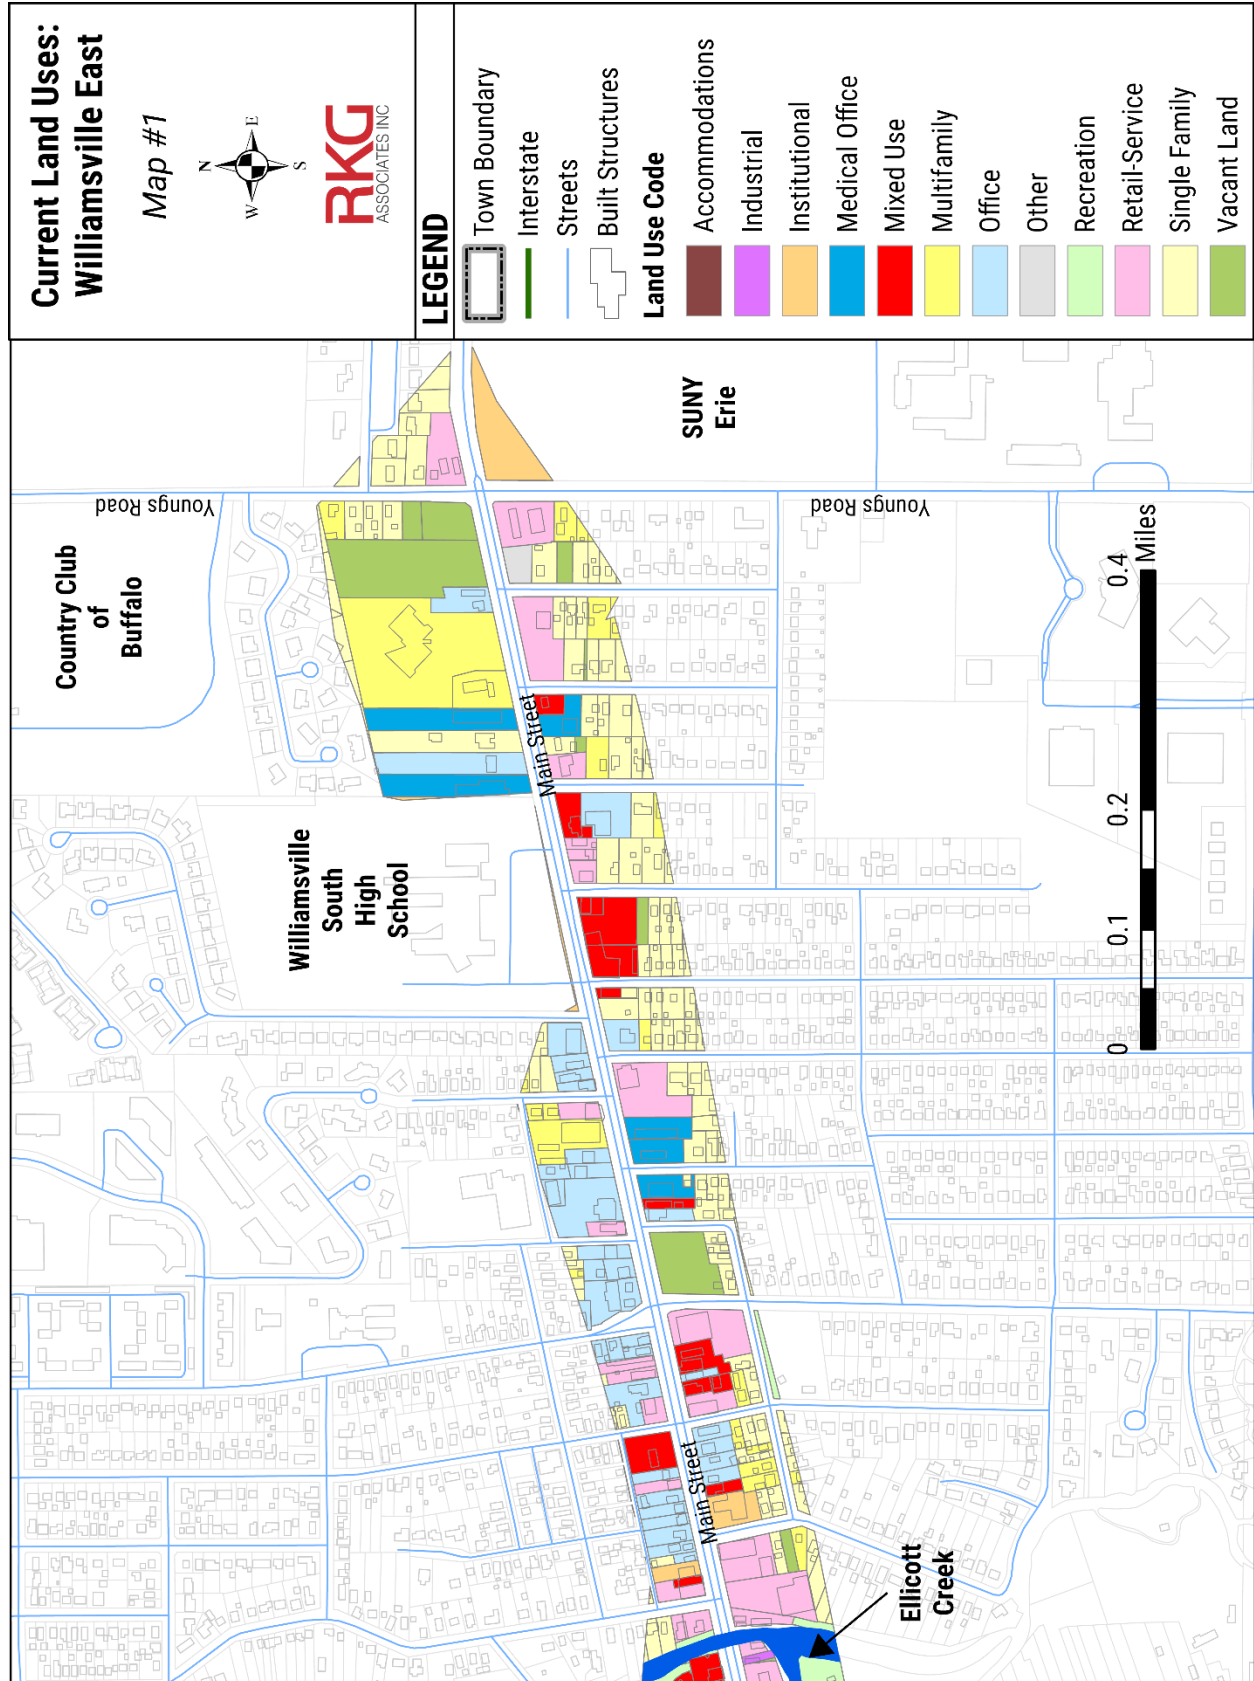 Current Land Uses:
Williamsville East
Map #1
N
W
E
S
RKG
ASSOCIATES INC
LEGEND
Town Boundary
Interstate
Streets
Built Structures
Land Use Code
Accommodations
Industrial
Institutional
Medical Office
Mixed Use
Multifamily
Office
Other
Recreation
Retail-Service
Single Family
Vacant Land
Country Club
of
Buffalo
Youngs Road
SUNY
Erie
Youngs Road
Williamsville
South
High
School
Main Street
Main Street
Ellicott
Creek
0
0.1
0.2
0.4
Miles